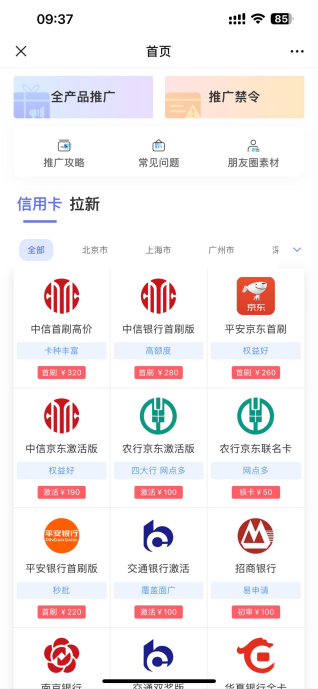 09:37
85
首页
全产品推广 推广禁令
推广攻略 常见问题 朋友圈素材
信用卡 拉新
全部 北京市 上海市 广州市
中信首刷高价 中信银行首刷版 平安京东首刷
卡种丰富 高额度 权益好
首刷 ¥320 首刷 ¥280 首刷 ¥260
中信京东激活版 农行京东激活版 农行京东联名卡
权益好 四大行 网点多 网点多
激活 ¥190 激活 ¥100 核卡 ¥50
平安银行首刷版 交通银行激活 招商银行
秒批 覆盖面广 易申请
首刷 ¥220 激活 ¥100 初审 ¥100
南京银行 交通双奖版 华夏银行金卡
京东
平安银行
PINGAN BANK